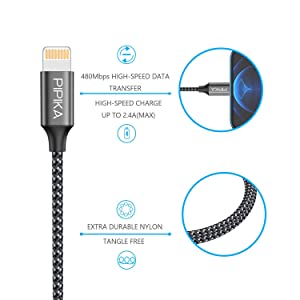 480Mbps HIGH-SPEED DATA
TRANSFER
HIGH-SPEED CHARGE
UP TO 2.4A(MAX)
PIPIKA
PIPIKA
EXTRA DURABLE NYLON
TANGLE FREE